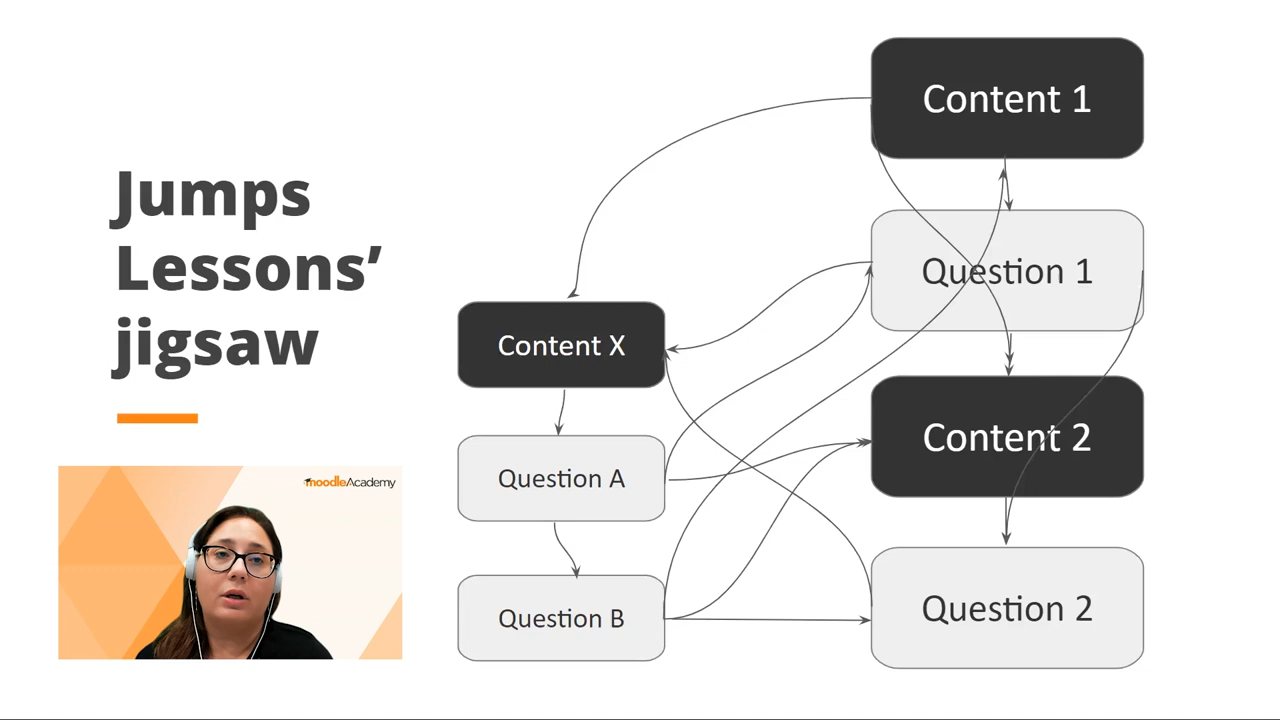 Jumps
Lessons’
jigsaw
moodleAcademy
Content 1
Question 1
Content X
Content 2
Question A
Question B
Question 2